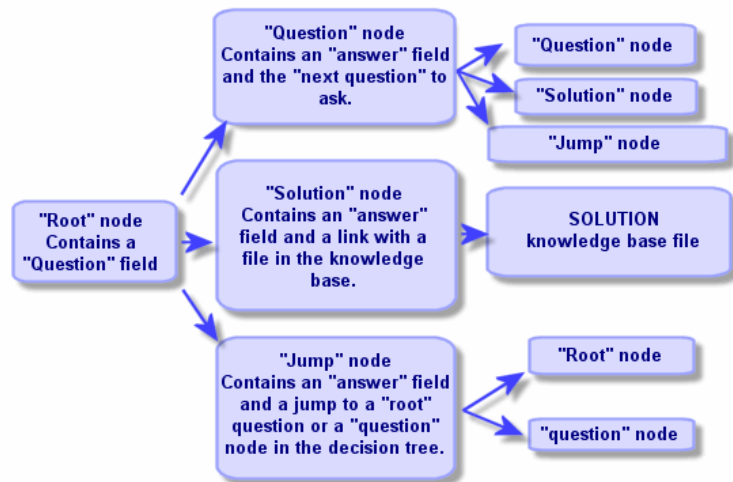 "Root" node
Contains a
"Question" field
"Question" node
Contains an "answer" field
and the "next question" to
ask.
"Question" node
"Solution" node
"Jump" node
"Solution" node
Contains an "answer"
field and a link with a
file in the knowledge
base.
SOLUTION
knowledge base file
"Jump" node
Contains an "answer" field
and a jump to a "root"
question or a "question"
node in the decision tree.
"Root" node
"question" node